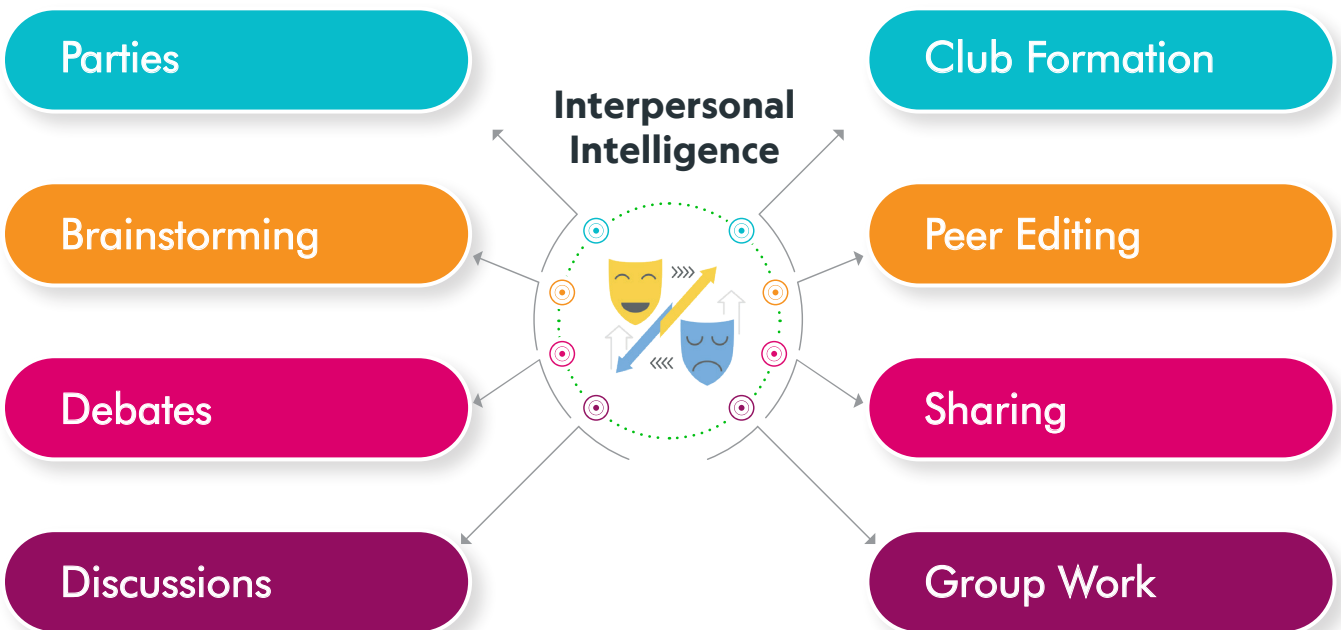 Parties
Club Formation
Interpersonal
Intelligence
Brainstorming
Peer Editing
Debates
Sharing
Discussions
Group Work